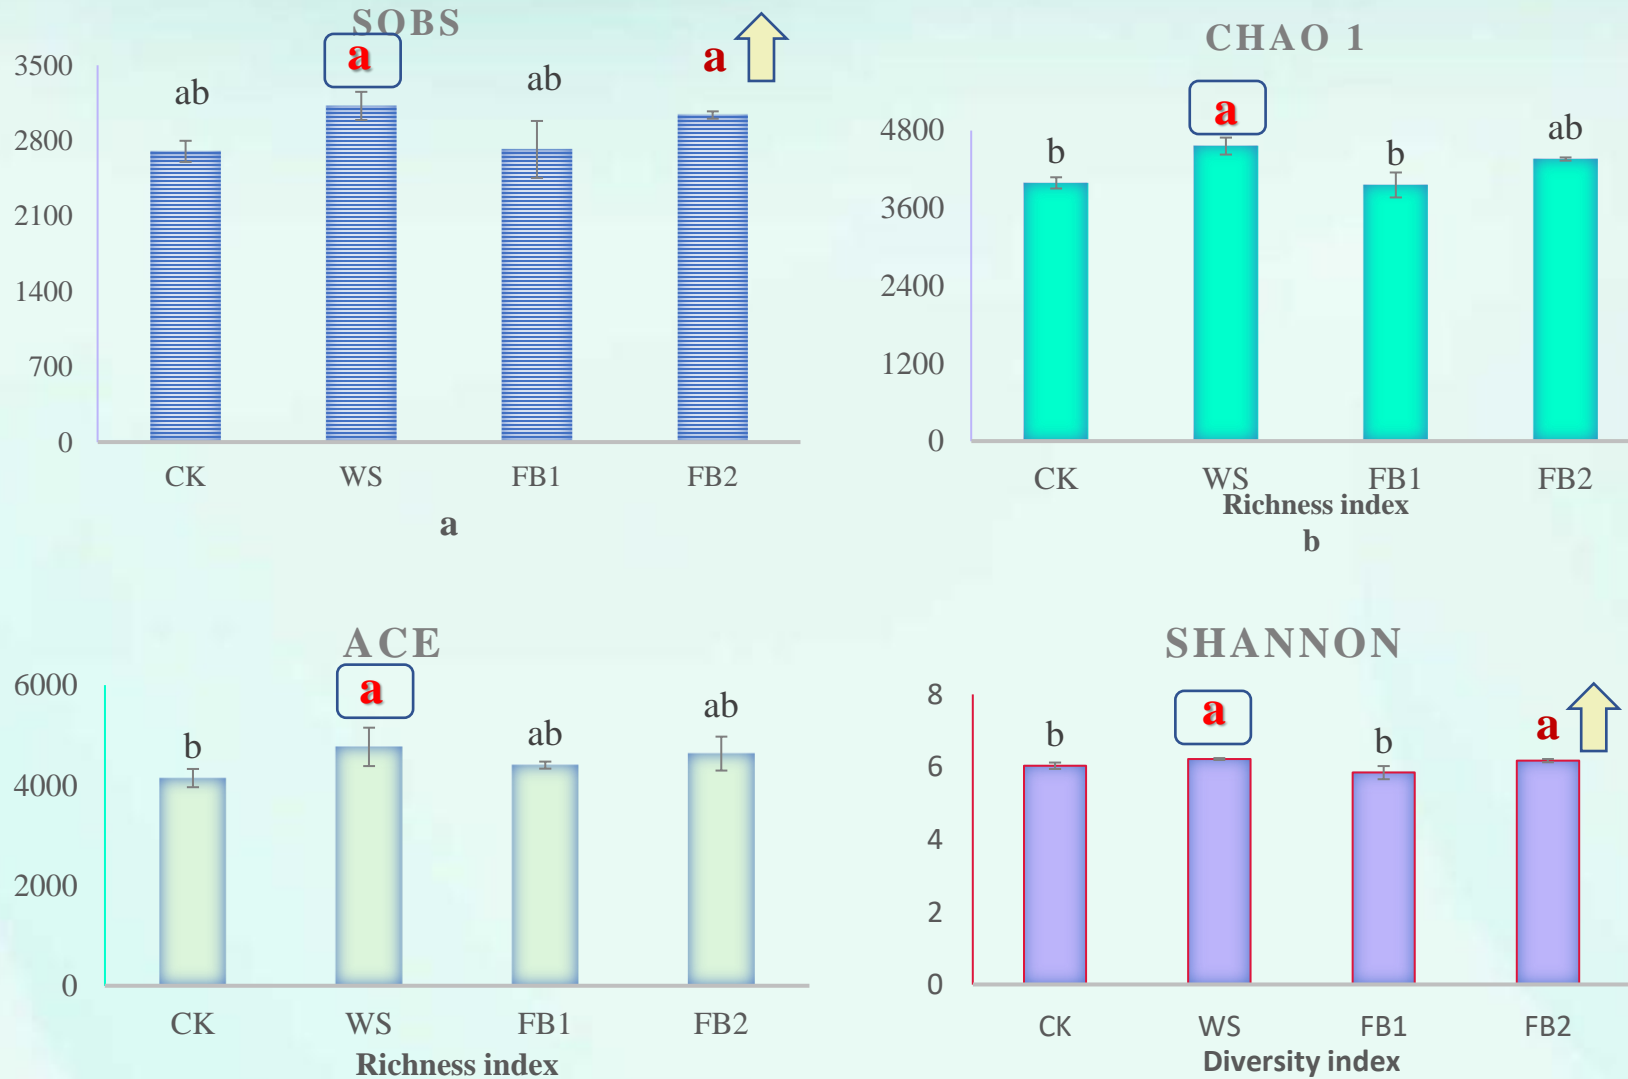 SOBS
3500
2800
2100
1400
700
0
ab
a
ab
a
CK WS FB1 FB2
a
CHAO 1
4800
3600
2400
1200
0
b
a
b
ab
CK WS FB1 FB2
Richness index
b
ACE
6000
4000
2000
0
b
a
ab
ab
CK WS FB1 FB2
Richness index
SHANNON
8
6
4
2
0
b
a
b
a
CK WS FB1 FB2
Diversity index